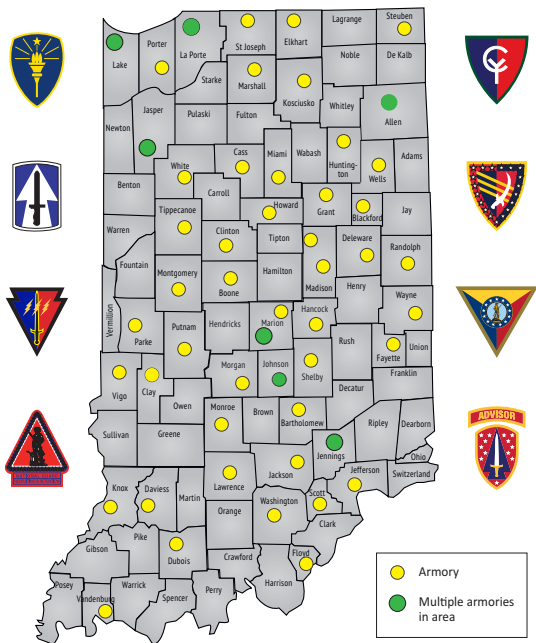 Lagrange
Steuben
St Joseph
Elkhart
Porter
La Porte
Lake
Noble
De Kalb
Starke
Marshall
Kosciusko
Whitley
Allen
Jasper
Pulaski
Fulton
Newton
Wabash
Hunting-
ton
Wells
Adams
White
Cass
Miami
Benton
Carroll
Howard
Grant
Blackford
Jay
Tippecanoe
Warren
Clinton
Tipton
Delaware
Randolph
Fountain
Montgomery
Boone
Hamilton
Madison
Henry
Wayne
Vermillion
Parke
Putnam
Hendricks
Marion
Hancock
Rush
Fayette
Union
Vigo
Clay
Morgan
Johnson
Shelby
Franklin
Decatur
Owen
Monroe
Brown
Bartholomew
Ripley
Dearborn
ADVISOR
Sullivan
Greene
Jennings
Ohio
Jackson
Jefferson
Switzerland
Lawrence
Knox
Daviess
Martin
Orange
Washington
Scott
Clark
Pike
Gibson
Dubois
Crawford
Floyd
Harrison
Posey
Vandenburg
Warrick
Spencer
Perry
Armory
Multiple armories
in area